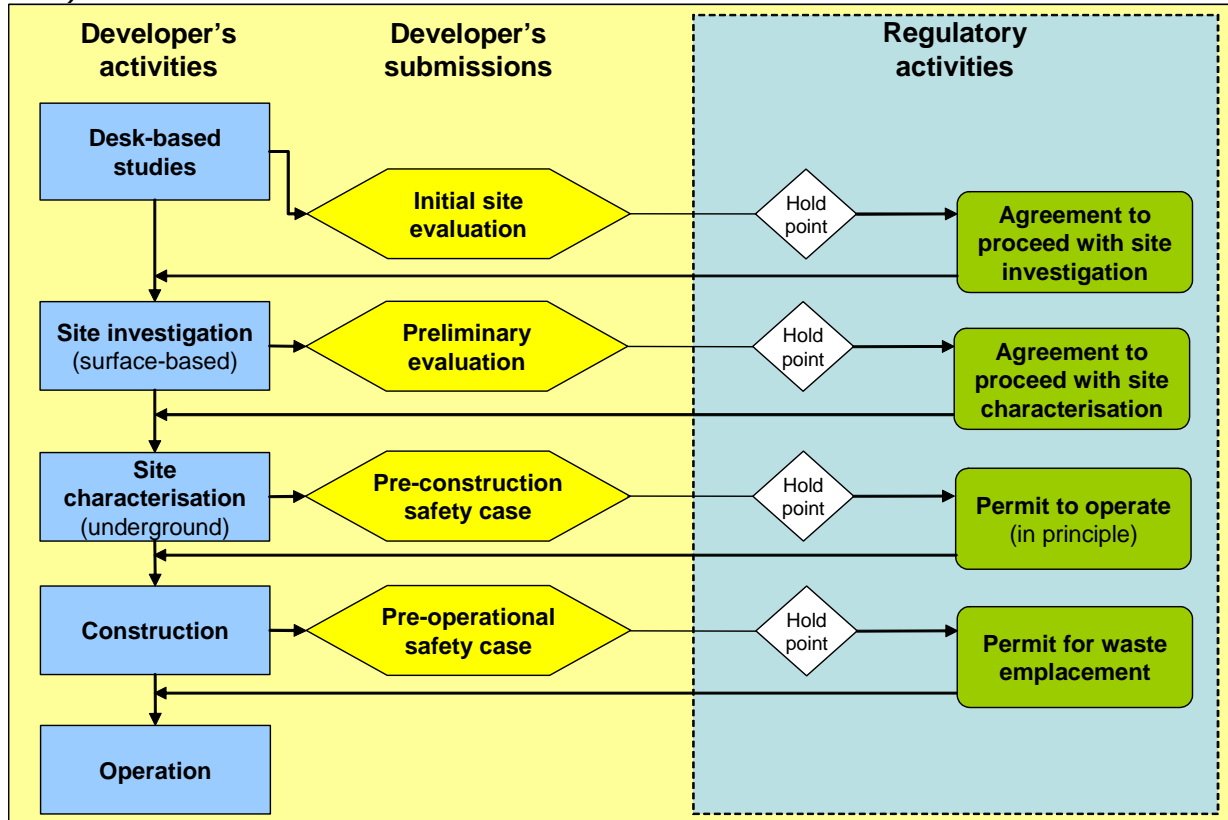 Developer's
activities
Developer's
submissions
Regulatory
activities
Desk-based
studies
Initial site
evaluation
Hold
point
Agreement to
proceed with site
investigation
Site investigation
(surface-based)
Preliminary
evaluation
Hold
point
Agreement to
proceed with site
characterisation
Site
characterisation
(underground)
Pre-construction
safety case
Hold
point
Permit to operate
(in principle)
Construction
Pre-operational
safety case
Hold
point
Permit for waste
emplacement
Operation